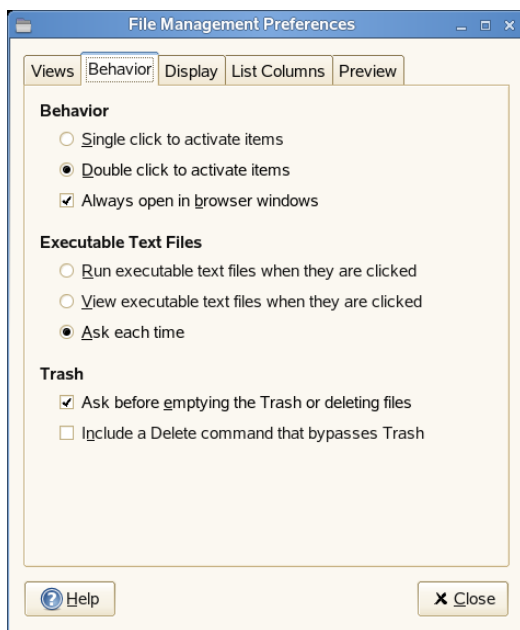 File Management Preferences
Views Behavior Display List Columns Preview
Behavior
Single click to activate items
Double click to activate items
Always open in browser windows
Executable Text Files
Run executable text files when they are clicked
View executable text files when they are clicked
Ask each time
Trash
Ask before emptying the Trash or deleting files
Include a Delete command that bypasses Trash
Help Close